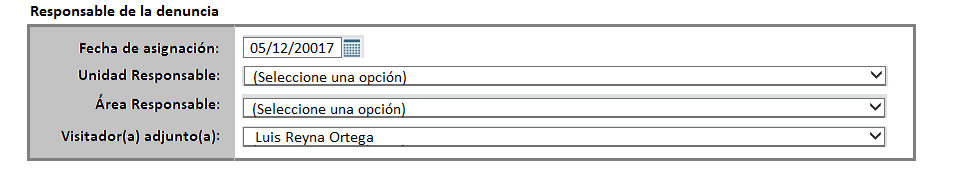 Responsable de la denuncia
Fecha de asignación: 05/12/20017
Unidad Responsable: (Seleccione una opción)
Área Responsable: (Seleccione una opción)
Visitador(a) adjunto(a): Luis Reyna Ortega